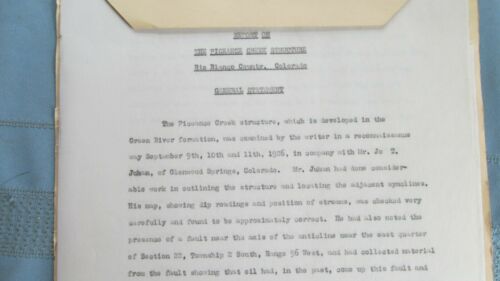 REPORT ON
THE PICEANCE CREEK STRUCTURE
Rio Blanco County, Colorado
GENERAL STATEMENT
The Piceance Creek structure, which is developed in the
Green River formation, was examined by the writer in a reconnaissance
way September 9th, 10th and 11th, 1926, in company with Mr. Jo T.
Juhan, of Glenwood Springs, Colorado. Mr. Juhan had done consider-
able work in outlining the structure and locating the adjacent synclines.
His map, showing dip readings and position of streams, was checked very
carefully and found to be approximately correct. He had also noted the
presence of a fault near the axis of the anticline near the east quarter
of Section 22, Township 2 South, Range 96 West, and had collected material
from the fault showing that oil had, in the past, come up this fault and